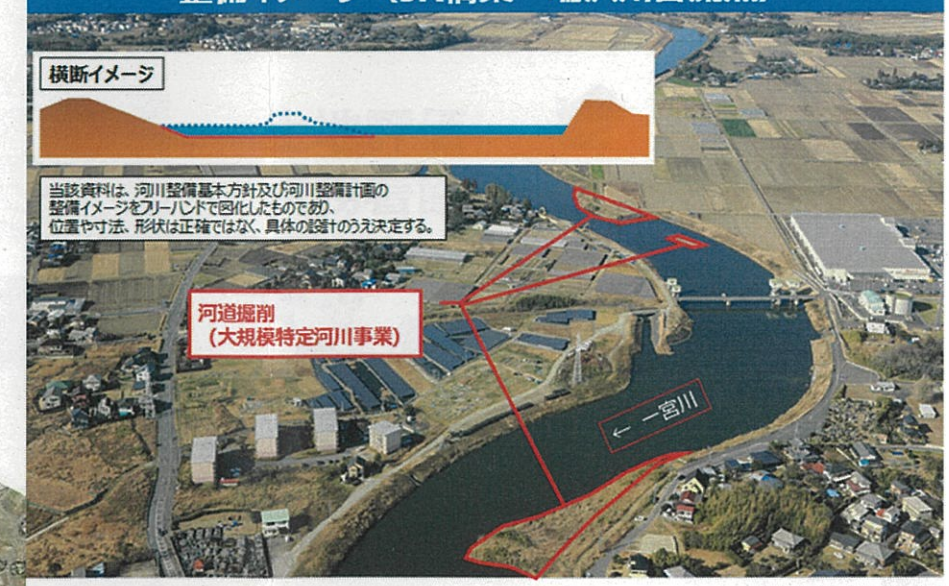 横断イメージ
当該資料は、河川整備基本方針及び河川整備計画の
整備イメージをフリーハンドで図化したものであり、
位置や寸法、形状は正確ではなく、具体の設計のうえ決定する。
河道掘削
(大規模特定河川事業)
← 一宮川